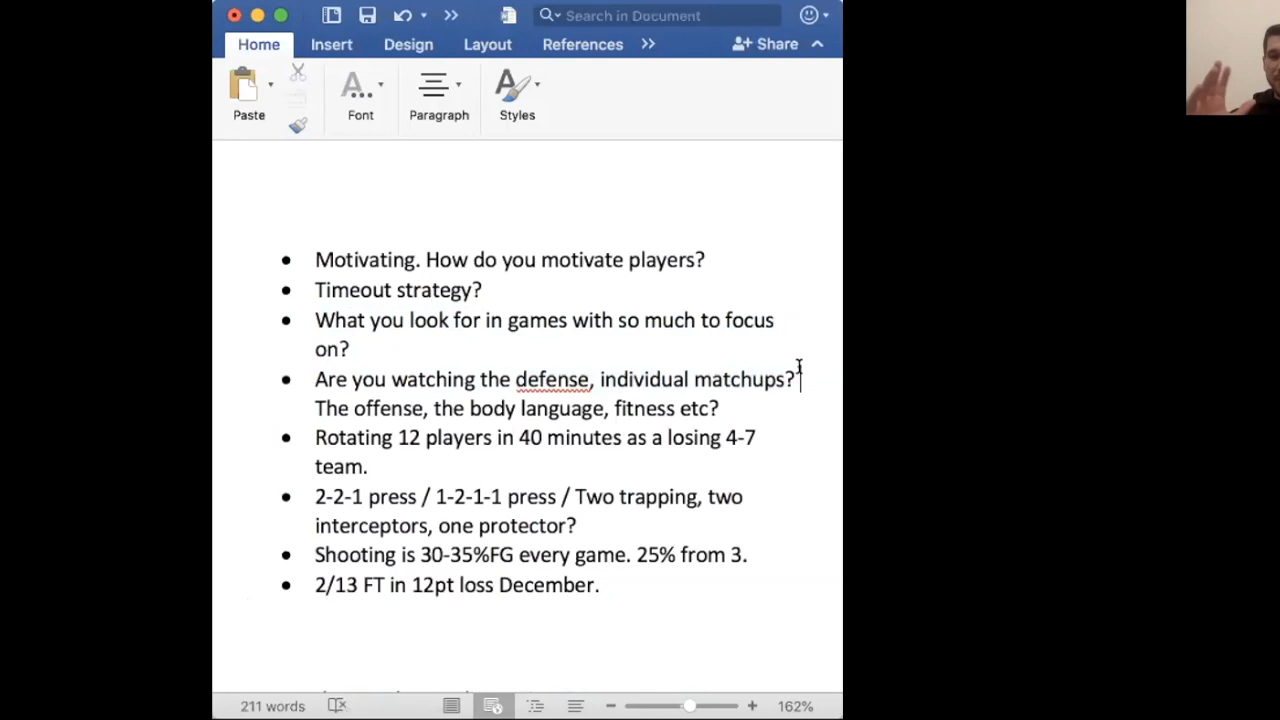 Search in Document
Home Insert Design Layout References >> Share
Paste Font Paragraph Styles
• Motivating. How do you motivate players?
• Timeout strategy?
• What you look for in games with so much to focus
on?
• Are you watching the defense, individual matchups?
The offense, the body language, fitness etc?
• Rotating 12 players in 40 minutes as a losing 4-7
team.
• 2-2-1 press / 1-2-1-1 press / Two trapping, two
interceptors, one protector?
• Shooting is 30-35%FG every game. 25% from 3.
• 2/13 FT in 12pt loss December.
211 words 162%